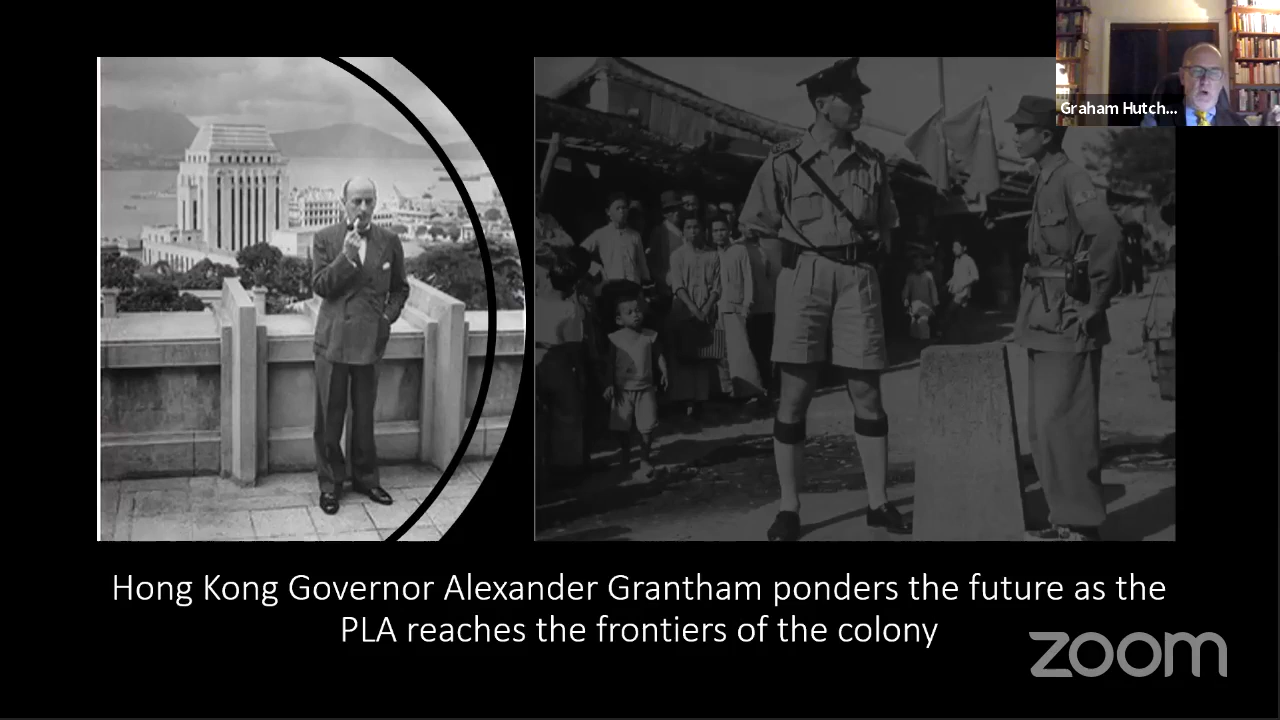 Graham Hutch...
Hong Kong Governor Alexander Grantham ponders the future as the
PLA reaches the frontiers of the colony
zoom